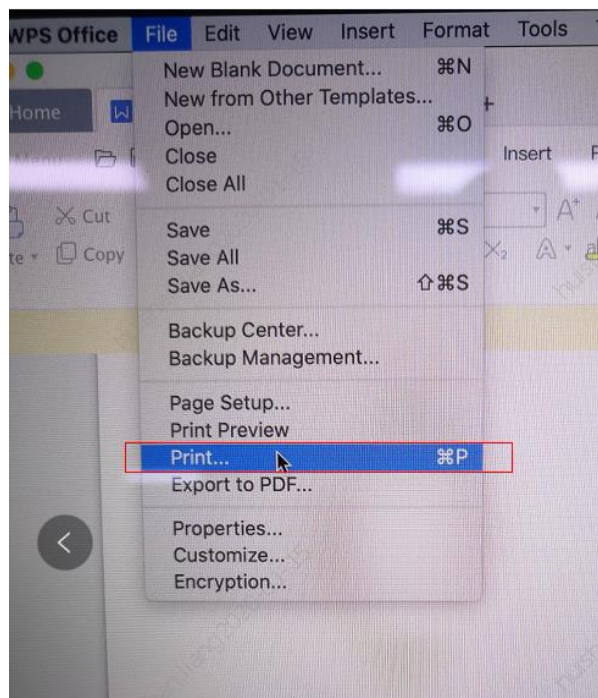 WPS Office File Edit View Insert Format Tools
Home
New Blank Document... ⌘N
New from Other Templates...
Open... ⌘O
Close
Close All
Insert
Cut
Copy
Save ⌘S
Save All
Save As... ⇧⌘S
Backup Center...
Backup Management...
Page Setup...
Print Preview
Print... ⌘P
Export to PDF...
Properties...
Customize...
Encryption...